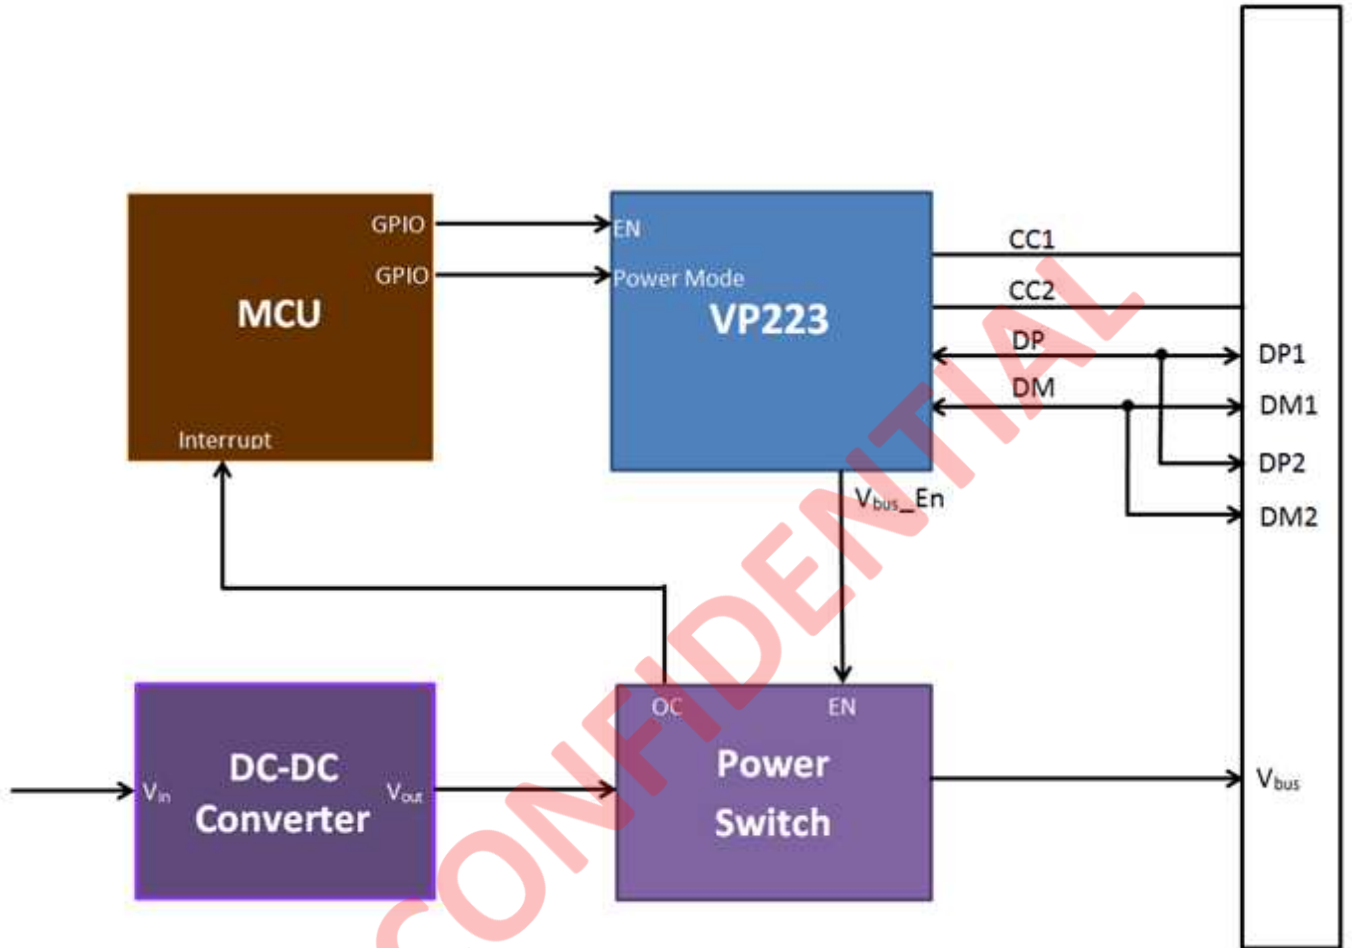 GPIO
GPIO
MCU
Interrupt
EN
Power Mode
VP223
CC1
CC2
DP
DM
DP1
DM1
DP2
DM2
Vbus_En
OC
EN
Power
Switch
Vbus
DC-DC
Converter
Vin
Vout
CONFIDENTIAL